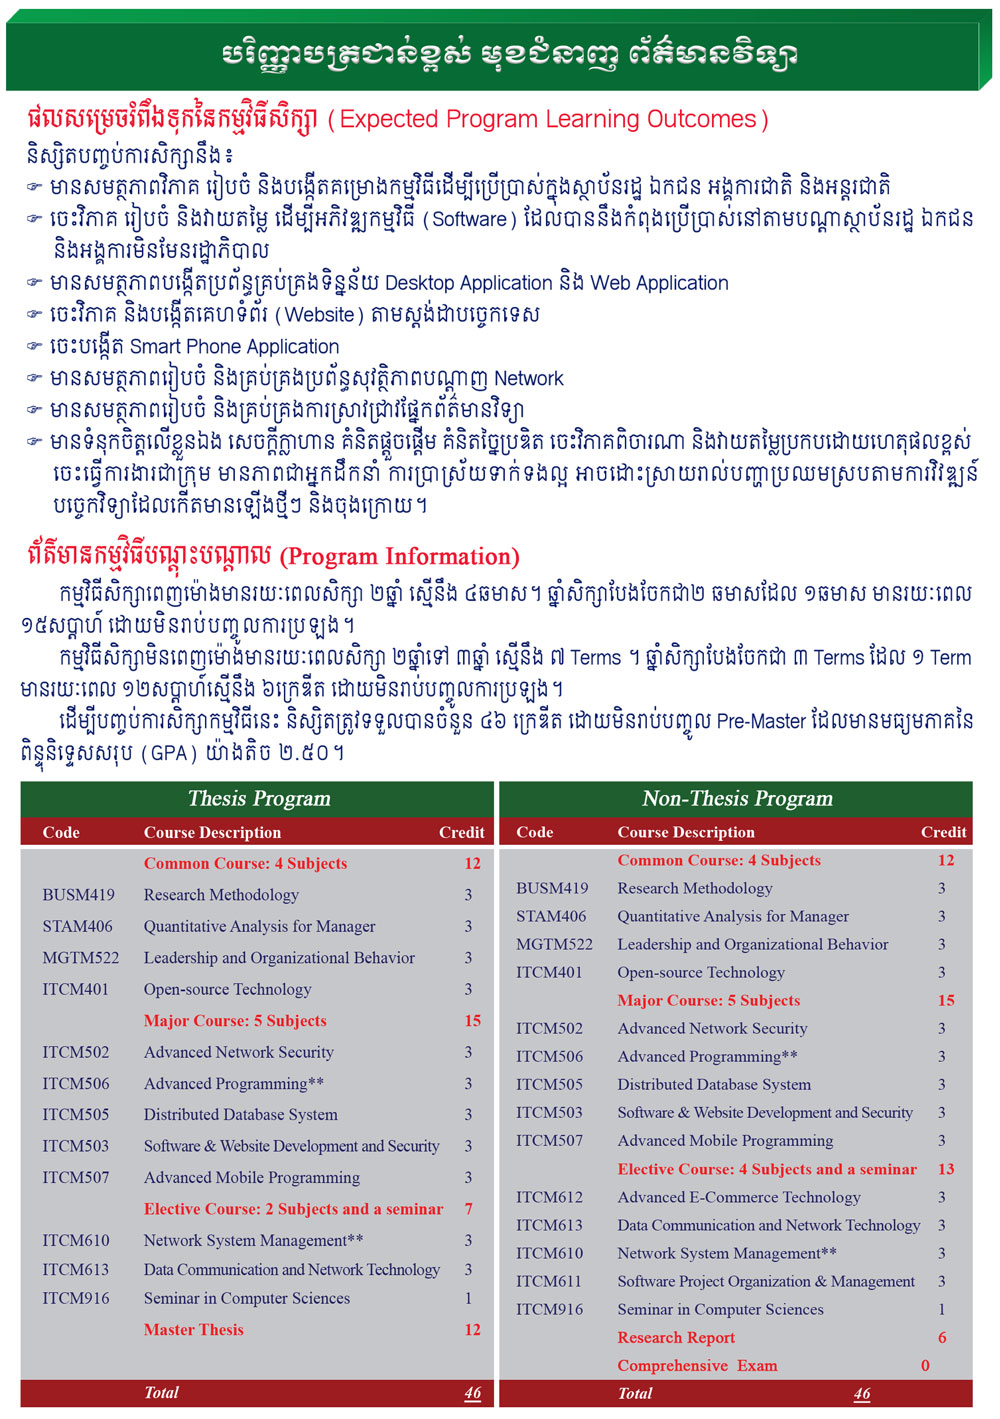 បរិញ្ញាបត្រជាន់ខ្ពស់ មុខជំនាញ ព័ត៌មានវិទ្យា
ផលសម្រេចរំពឹងទុកនៃកម្មវិធីសិក្សា (Expected Program Learning Outcomes)
និស្សិតបញ្ចប់ការសិក្សានឹង៖
☞ មានសមត្ថភាពវិភាគ រៀបចំ និងបង្កើតគម្រោងកម្មវិធីដើម្បីប្រើប្រាស់ក្នុងស្ថាប័នរដ្ឋ ឯកជន អង្គការជាតិ និងអន្តរជាតិ
☞ ចេះវិភាគ រៀបចំ និងវាយតម្លៃ ដើម្បីអភិវឌ្ឍកម្មវិធី (Software) ដែលបាននឹងកំពុងប្រើប្រាស់នៅតាមបណ្តាស្ថាប័នរដ្ឋ ឯកជន
និងអង្គការមិនមែនរដ្ឋាភិបាល
☞ មានសមត្ថភាពបង្កើតប្រព័ន្ធគ្រប់គ្រងទិន្នន័យ Desktop Application និង Web Application
☞ ចេះវិភាគ និងបង្កើតគេហទំព័រ (Website) តាមស្តង់ដាបច្ចេកទេស
☞ ចេះបង្កើត Smart Phone Application
☞ មានសមត្ថភាពរៀបចំ និងគ្រប់គ្រងប្រព័ន្ធសុវត្ថិភាពបណ្តាញ Network
☞ មានសមត្ថភាពរៀបចំ និងគ្រប់គ្រងការស្រាវជ្រាវផ្នែកព័ត៌មានវិទ្យា
☞ មានទំនុកចិត្តលើខ្លួនឯង សេចក្តីក្លាហាន គំនិតផ្តួចផ្តើម គំនិតច្នៃប្រឌិត ចេះវិភាគពិចារណា និងវាយតម្លៃប្រកបដោយហេតុផលខ្ពស់
ចេះធ្វើការងារជាក្រុម មានភាពជាអ្នកដឹកនាំ ការប្រាស្រ័យទាក់ទងល្អ អាចដោះស្រាយរាល់បញ្ហាប្រឈមស្របតាមការវិវឌ្ឍន៍
បច្ចេកវិទ្យាដែលកើតមានឡើងថ្មីៗ និងចុងក្រោយ។
ព័ត៌មានកម្មវិធីបណ្តុះបណ្តាល (Program Information)
កម្មវិធីសិក្សាពេញម៉ោងមានរយៈពេលសិក្សា ២ឆ្នាំ ស្មើនឹង ៤ឆមាស។ ឆ្នាំសិក្សាបែងចែកជា២ ឆមាសដែល ១ឆមាស មានរយៈពេល
១៥សប្តាហ៍ ដោយមិនរាប់បញ្ចូលការប្រឡង។
កម្មវិធីសិក្សាមិនពេញម៉ោងមានរយៈពេលសិក្សា ២ឆ្នាំទៅ ៣ឆ្នាំ ស្មើនឹង ៧ Terms ។ ឆ្នាំសិក្សាបែងចែកជា ៣ Terms ដែល ១ Term
មានរយៈពេល ១២សប្តាហ៍ស្មើនឹង ៦ក្រេឌីត ដោយមិនរាប់បញ្ចូលការប្រឡង។
ដើម្បីបញ្ចប់ការសិក្សាកម្មវិធីនេះ និស្សិតត្រូវទទួលបានចំនួន ៤៦ ក្រេឌីត ដោយមិនរាប់បញ្ចូល Pre-Master ដែលមានមធ្យមភាគនៃ
ពិន្ទុនិទ្ទេសសរុប (GPA) យ៉ាងតិច ២.៥០។
Thesis Program
Code Course Description Credit
Common Course: 4 Subjects 12
BUSM419 Research Methodology 3
STAM406 Quantitative Analysis for Manager 3
MGTM522 Leadership and Organizational Behavior 3
ITCM401 Open-source Technology 3
Major Course: 5 Subjects 15
ITCM502 Advanced Network Security 3
ITCM506 Advanced Programming** 3
ITCM505 Distributed Database System 3
ITCM503 Software & Website Development and Security 3
ITCM507 Advanced Mobile Programming 3
Elective Course: 2 Subjects and a seminar 7
ITCM610 Network System Management** 3
ITCM613 Data Communication and Network Technology 3
ITCM916 Seminar in Computer Sciences 1
Master Thesis 12
Total 46
Non-Thesis Program
Code Course Description Credit
Common Course: 4 Subjects 12
BUSM419 Research Methodology 3
STAM406 Quantitative Analysis for Manager 3
MGTM522 Leadership and Organizational Behavior 3
ITCM401 Open-source Technology 3
Major Course: 5 Subjects 15
ITCM502 Advanced Network Security 3
ITCM506 Advanced Programming** 3
ITCM505 Distributed Database System 3
ITCM503 Software & Website Development and Security 3
ITCM507 Advanced Mobile Programming 3
Elective Course: 4 Subjects and a seminar 13
ITCM612 Advanced E-Commerce Technology 3
ITCM613 Data Communication and Network Technology 3
ITCM610 Network System Management** 3
ITCM611 Software Project Organization & Management 3
ITCM916 Seminar in Computer Sciences 1
Research Report 6
Comprehensive Exam 0
Total 46